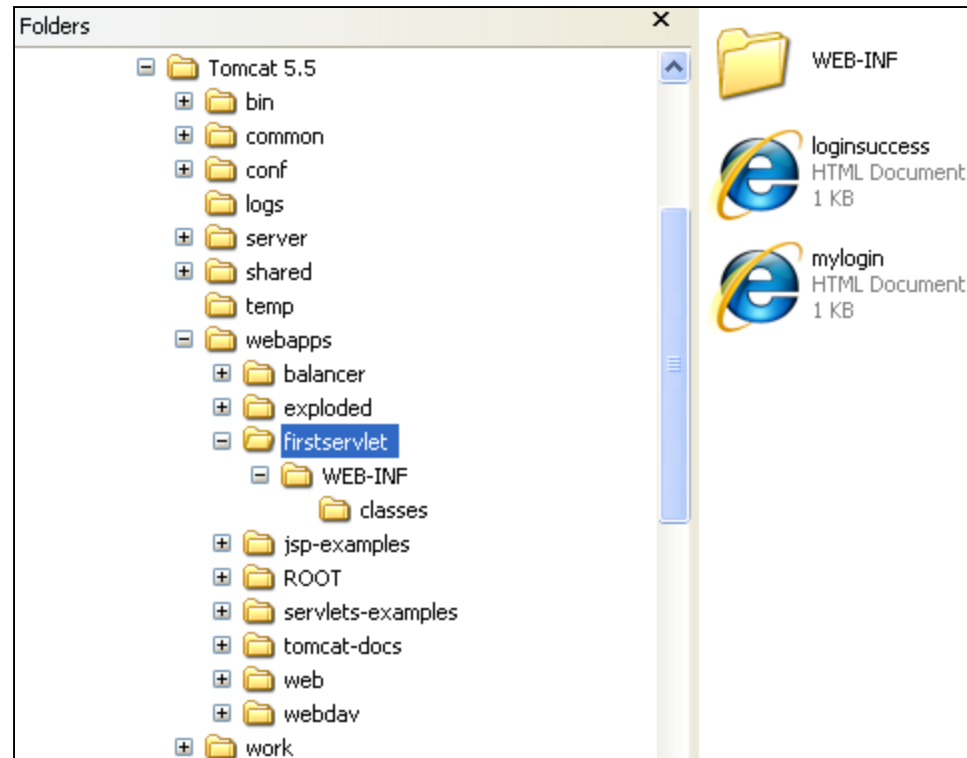 Folders
Tomcat 5.5
bin
common
conf
logs
server
shared
temp
webapps
balancer
exploded
firstservlet
WEB-INF
classes
jsp-examples
ROOT
servlets-examples
tomcat-docs
web
webdav
work
WEB-INF
loginsuccess
HTML Document
1 KB
mylogin
HTML Document
1 KB